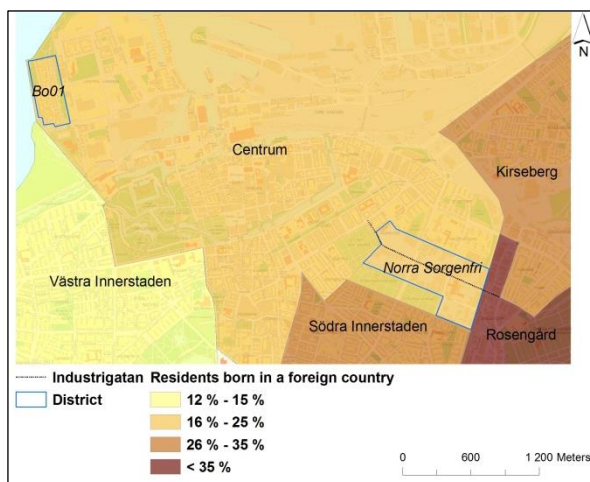 N
Bo01
Centrum
Kirseberg
Västra Innerstaden
Norra Sorgenfri
Södra Innerstaden
Rosengård
Industrigatan
District
Residents born in a foreign country
12 % - 15 %
16 % - 25 %
26 % - 35 %
< 35 %
0 600 1 200 Meters